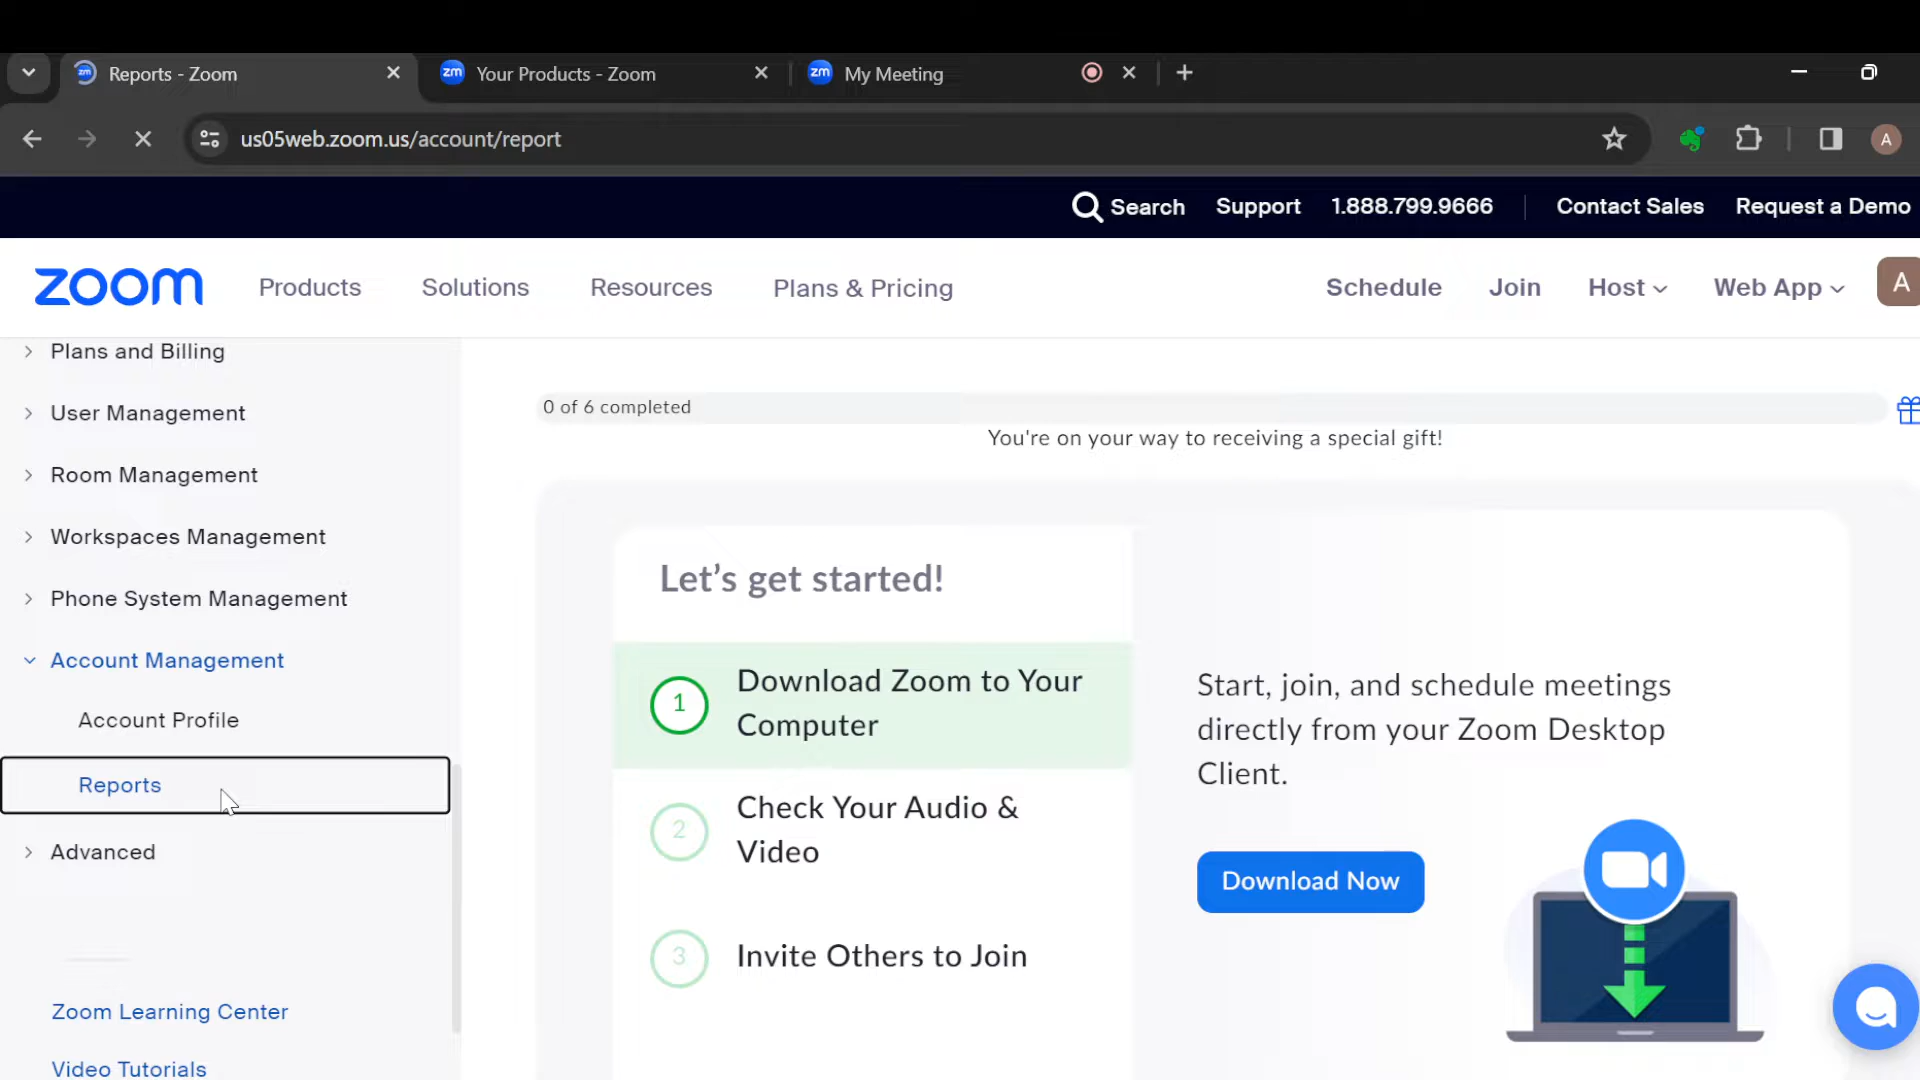 Reports - Zoom
Your Products - Zoom
My Meeting
us05web.zoom.us/account/report
A
Search Support 1.888.799.9666 Contact Sales Request a Demo
zoom Products Solutions Resources Plans & Pricing Schedule Join Host Web App A
Plans and Billing
User Management
Room Management
Workspaces Management
Phone System Management
Account Management
Account Profile
Reports
Advanced
Zoom Learning Center
Video Tutorials
0 of 6 completed
You're on your way to receiving a special gift!
Let's get started!
1 Download Zoom to Your
Computer
2 Check Your Audio &
Video
3 Invite Others to Join
Start, join, and schedule meetings
directly from your Zoom Desktop
Client.
Download Now